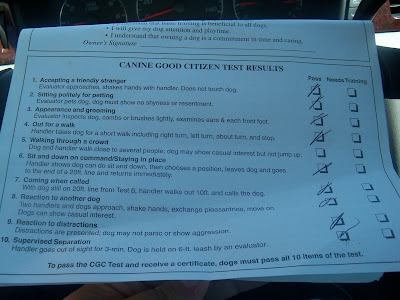 basic training is beneficial to all dogs.
• I will give my dog attention and playtime.
• I understand that owning a dog is a commitment in time and caring.
Owner's Signature
CANINE GOOD CITIZEN TEST RESULTS
Pass Needs Training
1. Accepting a friendly stranger
Evaluator approaches, shakes hands with handler. Does not touch dog.
2. Sitting politely for petting
Evaluator pets dog, dog must show no shyness or resentment.
3. Appearance and grooming
Evaluator inspects dog, combs or brushes lightly, examines ears & each front foot.
4. Out for a walk
Handler takes dog for a short walk including right turn, left turn, about turn, and stop.
5. Walking through a crowd
Dog and handler walk close to several people; dog may show casual interest but not jump up.
6. Sit and down on command/Staying in place
Handler shows dog can do sit and down, then chooses a position, leaves dog and goes
to the end of a 20ft. line and returns immediately.
7. Coming when called
With dog still on 20ft. line from Test 6, handler walks out 10ft. and calls the dog.
8. Reaction to another dog
Two handlers and dogs approach, shake hands, exchange pleasantries, move on.
Dogs can show casual interest.
9. Reaction to distractions
Distractions are presented; dog may not panic or show aggression.
10. Supervised Separation
Handler goes out of sight for 3-min. Dog is held on 6-ft. leash by an evaluator.
To pass the CGC Test and receive a certificate, dogs must pass all 10 items of the test.